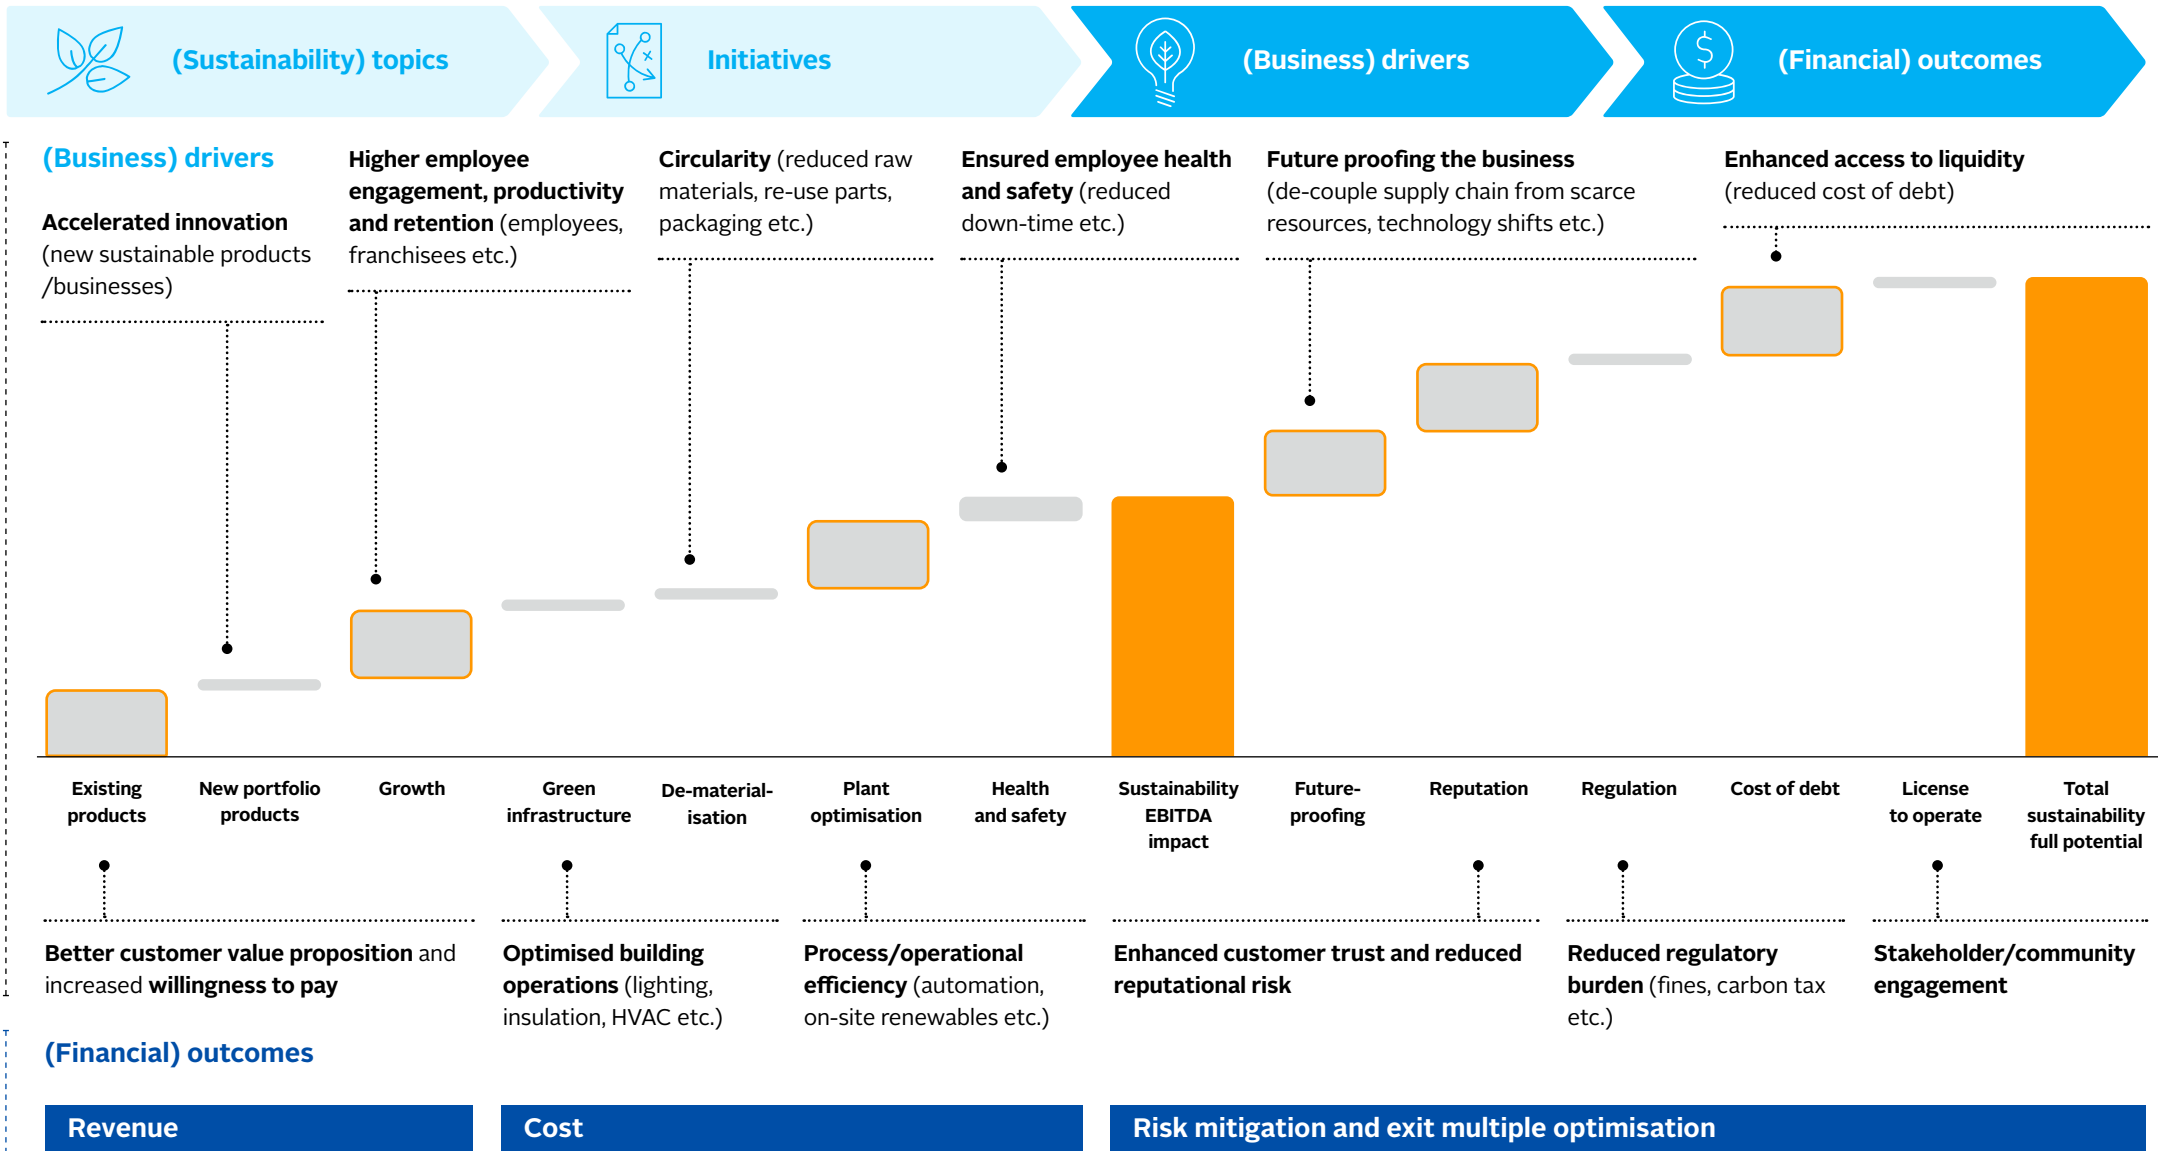 (Sustainability) topics
Initiatives
(Business) drivers
(Financial) outcomes
(Business) drivers
Accelerated innovation
(new sustainable products
/businesses)
Higher employee
engagement, productivity
and retention (employees,
franchisees etc.)
Circularity (reduced raw
materials, re-use parts,
packaging etc.)
Ensured employee health
and safety (reduced
down-time etc.)
Future proofing the business
(de-couple supply chain from scarce
resources, technology shifts etc.)
Enhanced access to liquidity
(reduced cost of debt)
Existing
products
New portfolio
products
Growth
Green
infrastructure
De-material-
isation
Plant
optimisation
Health
and safety
Sustainability
EBITDA
impact
Future-
proofing
Reputation
Regulation
Cost of debt
License
to operate
Total
sustainability
full potential
Better customer value proposition and
increased willingness to pay
Optimised building
operations (lighting,
insulation, HVAC etc.)
Process/operational
efficiency (automation,
on-site renewables etc.)
Enhanced customer trust and reduced
reputational risk
Reduced regulatory
burden (fines, carbon tax
etc.)
Stakeholder/community
engagement
(Financial) outcomes
Revenue
Cost
Risk mitigation and exit multiple optimisation